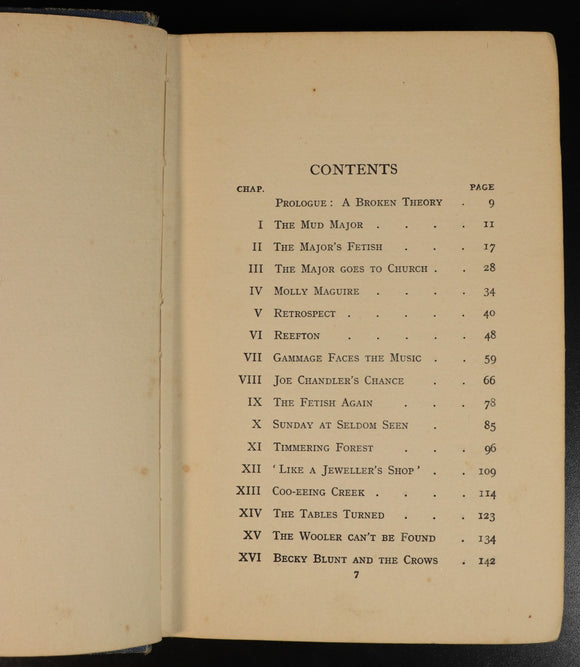 CONTENTS
CHAP. PAGE
PROLOGUE: A BROKEN THEORY . 9
I THE MUD MAJOR . . . . 11
II THE MAJOR'S FETISH . . . 17
III THE MAJOR GOES TO CHURCH . . 28
IV MOLLY MAGUIRE . . . . 34
V RETROSPECT . . . . . 40
VI REEFTON . . . . . 48
VII GAMMAGE FACES THE MUSIC . . 59
VIII JOE CHANDLER'S CHANCE . . 66
IX THE FETISH AGAIN . . . 78
X SUNDAY AT SELDOM SEEN . . 85
XI TIMMERING FOREST . . . 96
XII 'LIKE A JEWELLER'S SHOP' . . 109
XIII COO-EEING CREEK . . . . 114
XIV THE TABLES TURNED . . . 123
XV THE WOOLER CAN'T BE FOUND . 134
XVI BECKY BLUNT AND THE CROWS . 142
7